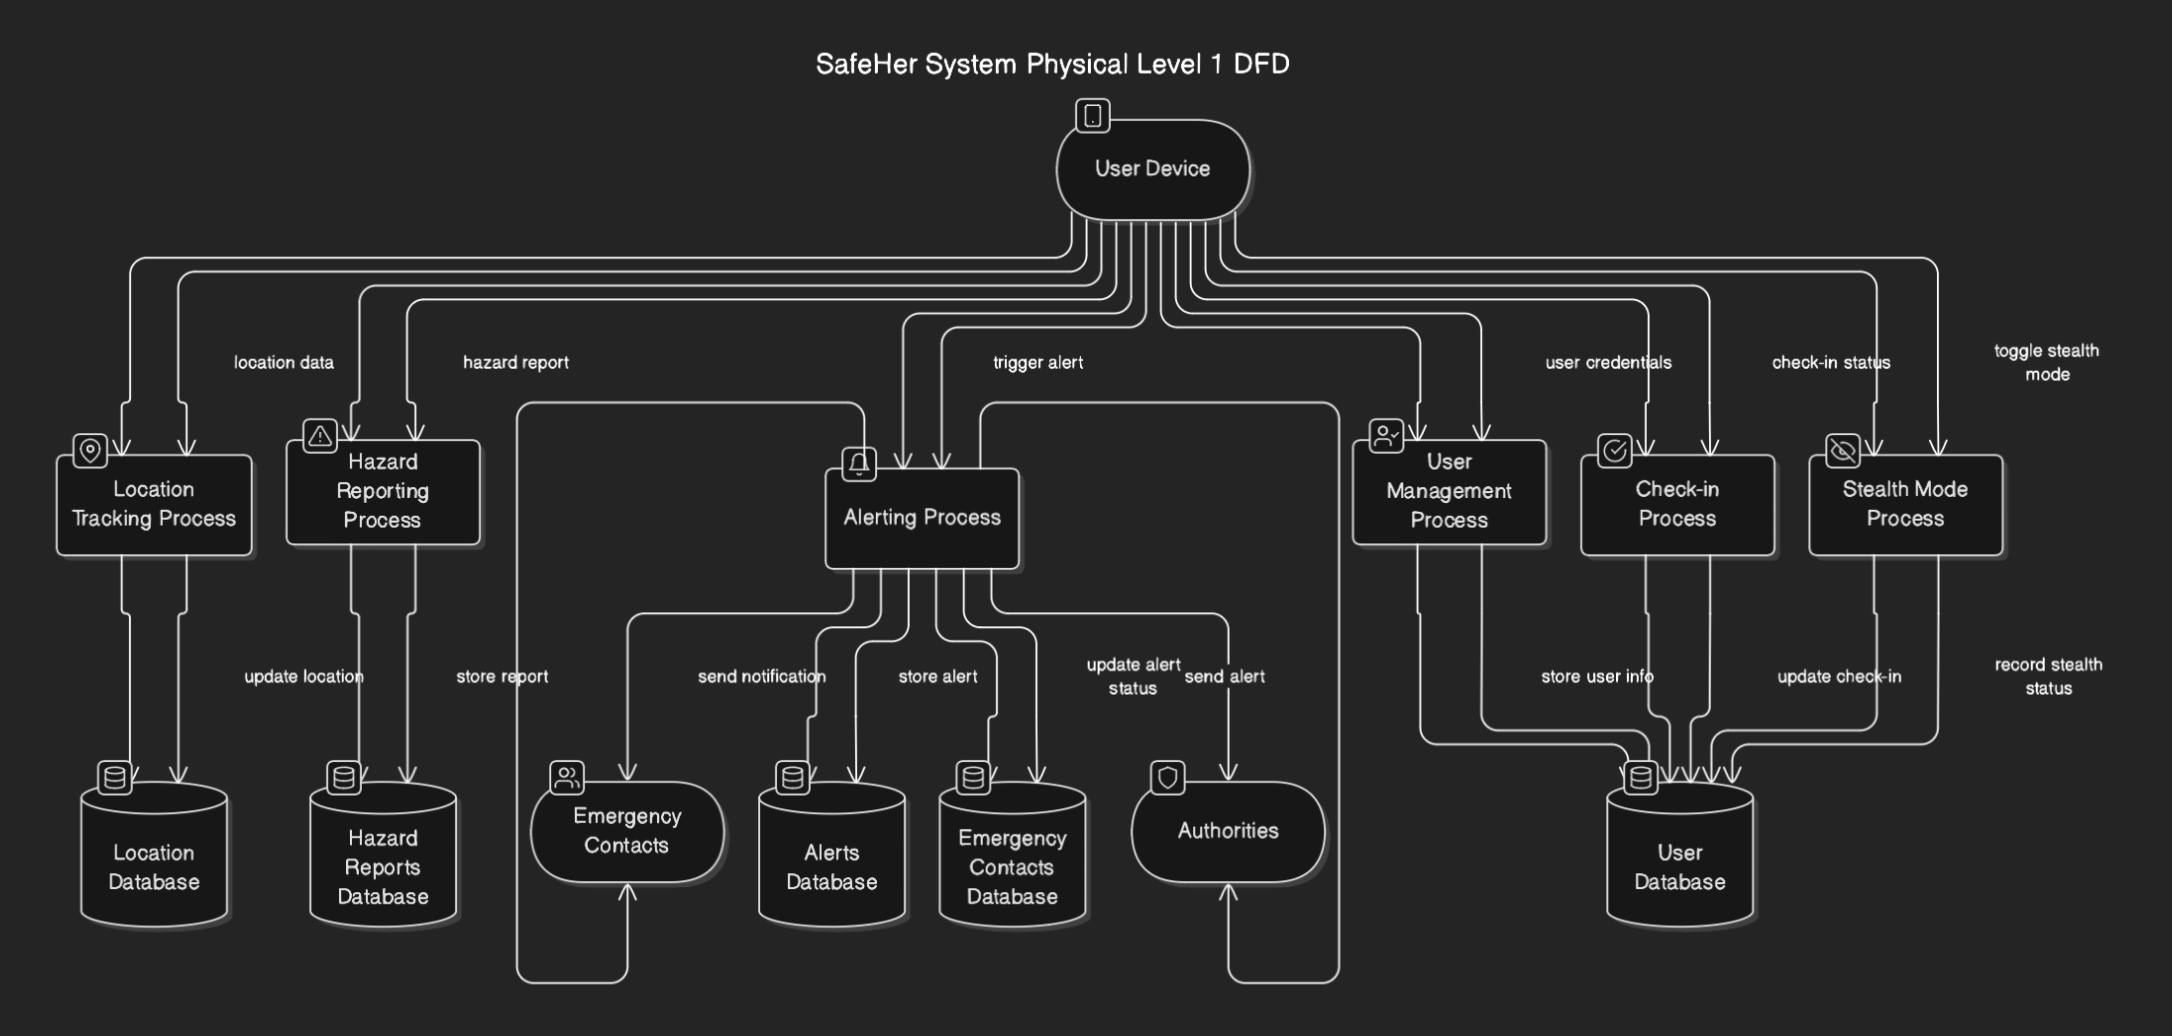 SafeHer System Physical Level 1 DFD
User Device
location data
hazard report
trigger alert
user credentials
check-in status
toggle stealth
mode
Location
Tracking Process
Hazard
Reporting
Process
Alerting Process
User
Management
Process
Check-in
Process
Stealth Mode
Process
update location
store report
send notification
store alert
update alert
status
send alert
store user info
update check-in
record stealth
status
Location
Database
Hazard
Reports
Database
Emergency
Contacts
Alerts
Database
Emergency
Contacts
Database
Authorities
User
Database